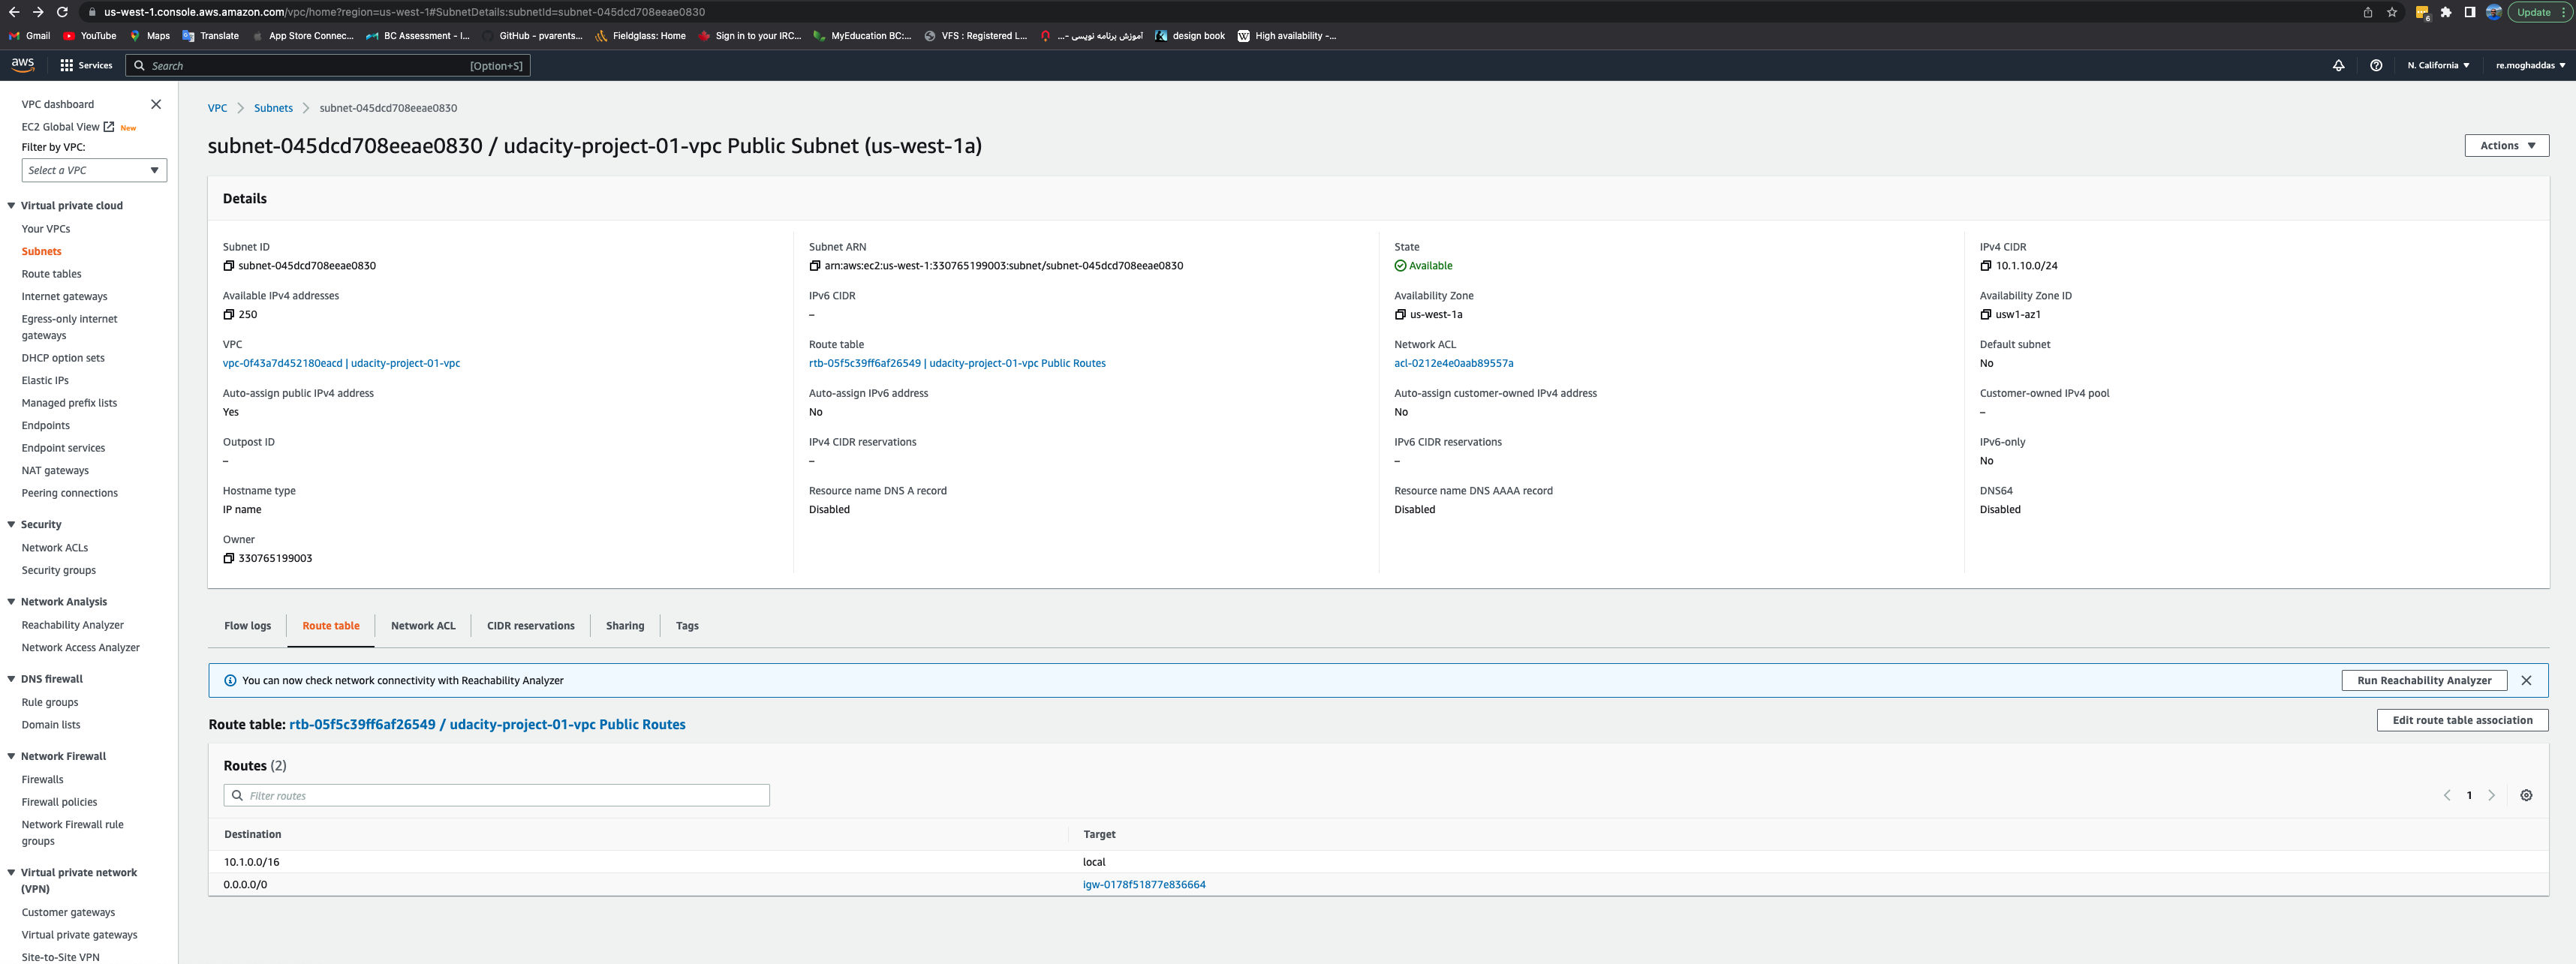 us-west-1.console.aws.amazon.com/vpc/home?region=us-west-1#SubnetDetails:subnetId=subnet-045dcd708eeae0830
6
Update
Gmail
YouTube
Maps
Translate
App Store Connec...
BC Assessment - I...
GitHub - pvarents...
Fieldglass: Home
Sign in to your IRC...
MyEducation BC:...
VFS : Registered L...
آموزش برنامه نویسی -...
design book
High availability -...
aws
Services
Search
[Option+S]
N. California
re.moghaddas
VPC dashboard
EC2 Global View New
Filter by VPC:
Select a VPC
Virtual private cloud
Your VPCs
Subnets
Route tables
Internet gateways
Egress-only internet
gateways
DHCP option sets
Elastic IPs
Managed prefix lists
Endpoints
Endpoint services
NAT gateways
Peering connections
Security
Network ACLs
Security groups
Network Analysis
Reachability Analyzer
Network Access Analyzer
DNS firewall
Rule groups
Domain lists
Network Firewall
Firewalls
Firewall policies
Network Firewall rule
groups
Virtual private network
(VPN)
Customer gateways
Virtual private gateways
Site-to-Site VPN
VPC
Subnets
subnet-045dcd708eeae0830
subnet-045dcd708eeae0830 / udacity-project-01-vpc Public Subnet (us-west-1a)
Actions
Details
Subnet ID
subnet-045dcd708eeae0830
Available IPv4 addresses
250
VPC
vpc-0f43a7d452180eacd | udacity-project-01-vpc
Auto-assign public IPv4 address
Yes
Outpost ID
–
Hostname type
IP name
Owner
330765199003
Subnet ARN
arn:aws:ec2:us-west-1:330765199003:subnet/subnet-045dcd708eeae0830
IPv6 CIDR
–
Route table
rtb-05f5c39ff6af26549 | udacity-project-01-vpc Public Routes
Auto-assign IPv6 address
No
IPv4 CIDR reservations
–
Resource name DNS A record
Disabled
State
Available
Availability Zone
us-west-1a
Network ACL
acl-0212e4e0aab89557a
Auto-assign customer-owned IPv4 address
No
IPv6 CIDR reservations
–
Resource name DNS AAAA record
Disabled
IPv4 CIDR
10.1.10.0/24
Availability Zone ID
usw1-az1
Default subnet
No
Customer-owned IPv4 pool
–
IPv6-only
No
DNS64
Disabled
Flow logs
Route table
Network ACL
CIDR reservations
Sharing
Tags
You can now check network connectivity with Reachability Analyzer
Run Reachability Analyzer
Route table: rtb-05f5c39ff6af26549 / udacity-project-01-vpc Public Routes
Edit route table association
Routes (2)
Filter routes
1
Destination
Target
10.1.0.0/16
local
0.0.0.0/0
igw-0178f51877e836664